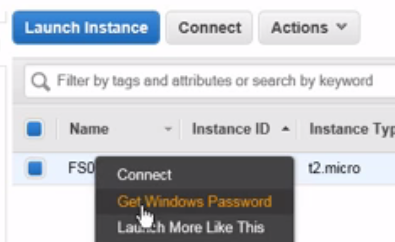 Launch Instance Connect Actions
Filter by tags and attributes or search by keyword
Name Instance ID Instance Typ
FS0 t2.micro
Connect
Get Windows Password
Launch More Like This